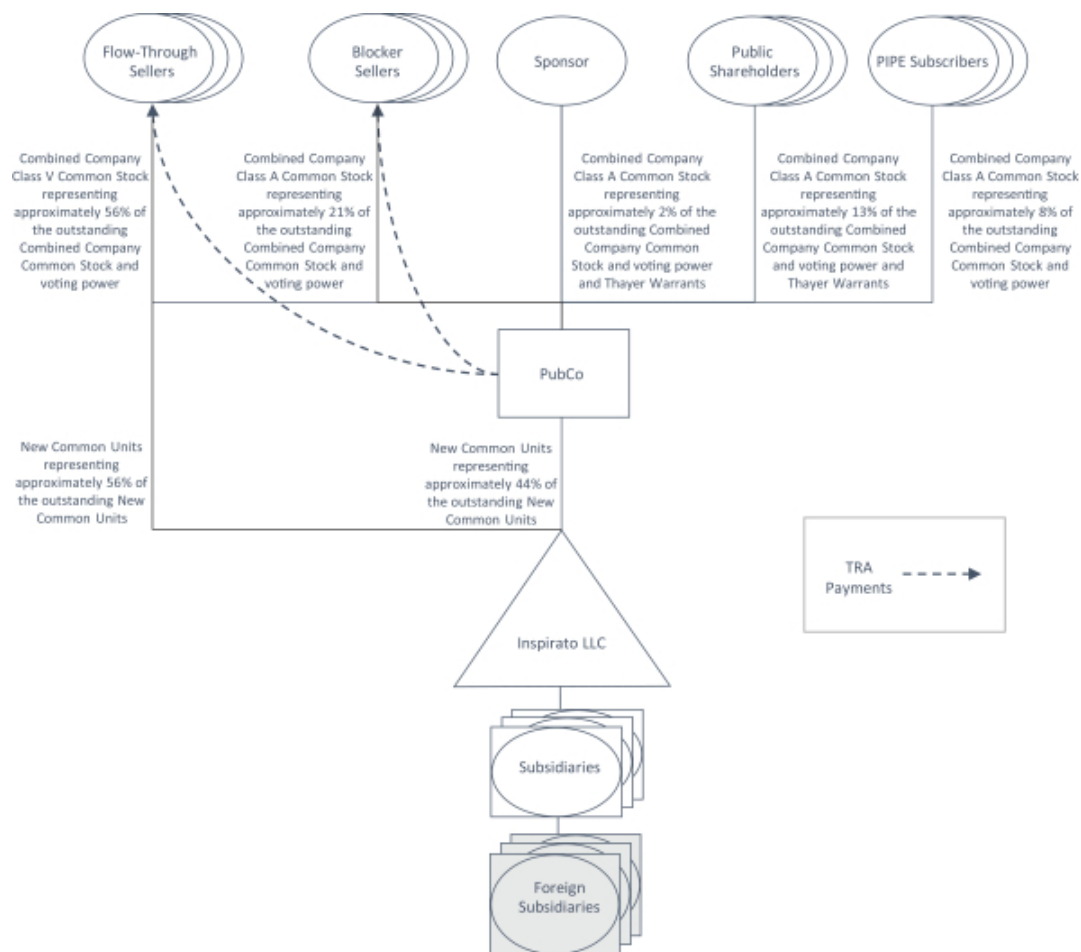 Flow-Through
Sellers
Blocker
Sellers
Sponsor
Public
Shareholders
PIPE Subscribers
Combined Company
Class V Common Stock
representing
approximately 56% of
the outstanding
Combined Company
Common Stock and
voting power
Combined Company
Class A Common Stock
representing
approximately 21% of
the outstanding
Combined Company
Common Stock and
voting power
Combined Company
Class A Common Stock
representing
approximately 2% of the
outstanding Combined
Company Common
Stock and voting power
and Thayer Warrants
Combined Company
Class A Common Stock
representing
approximately 13% of the
outstanding Combined
Company Common Stock
and voting power and
Thayer Warrants
Combined Company
Class A Common Stock
representing
approximately 8% of
the outstanding
Combined Company
Common Stock and
voting power
PubCo
New Common Units
representing
approximately 56% of
the outstanding New
Common Units
New Common Units
representing
approximately 44% of
the outstanding New
Common Units
TRA
Payments
Inspirato LLC
Subsidiaries
Foreign
Subsidiaries